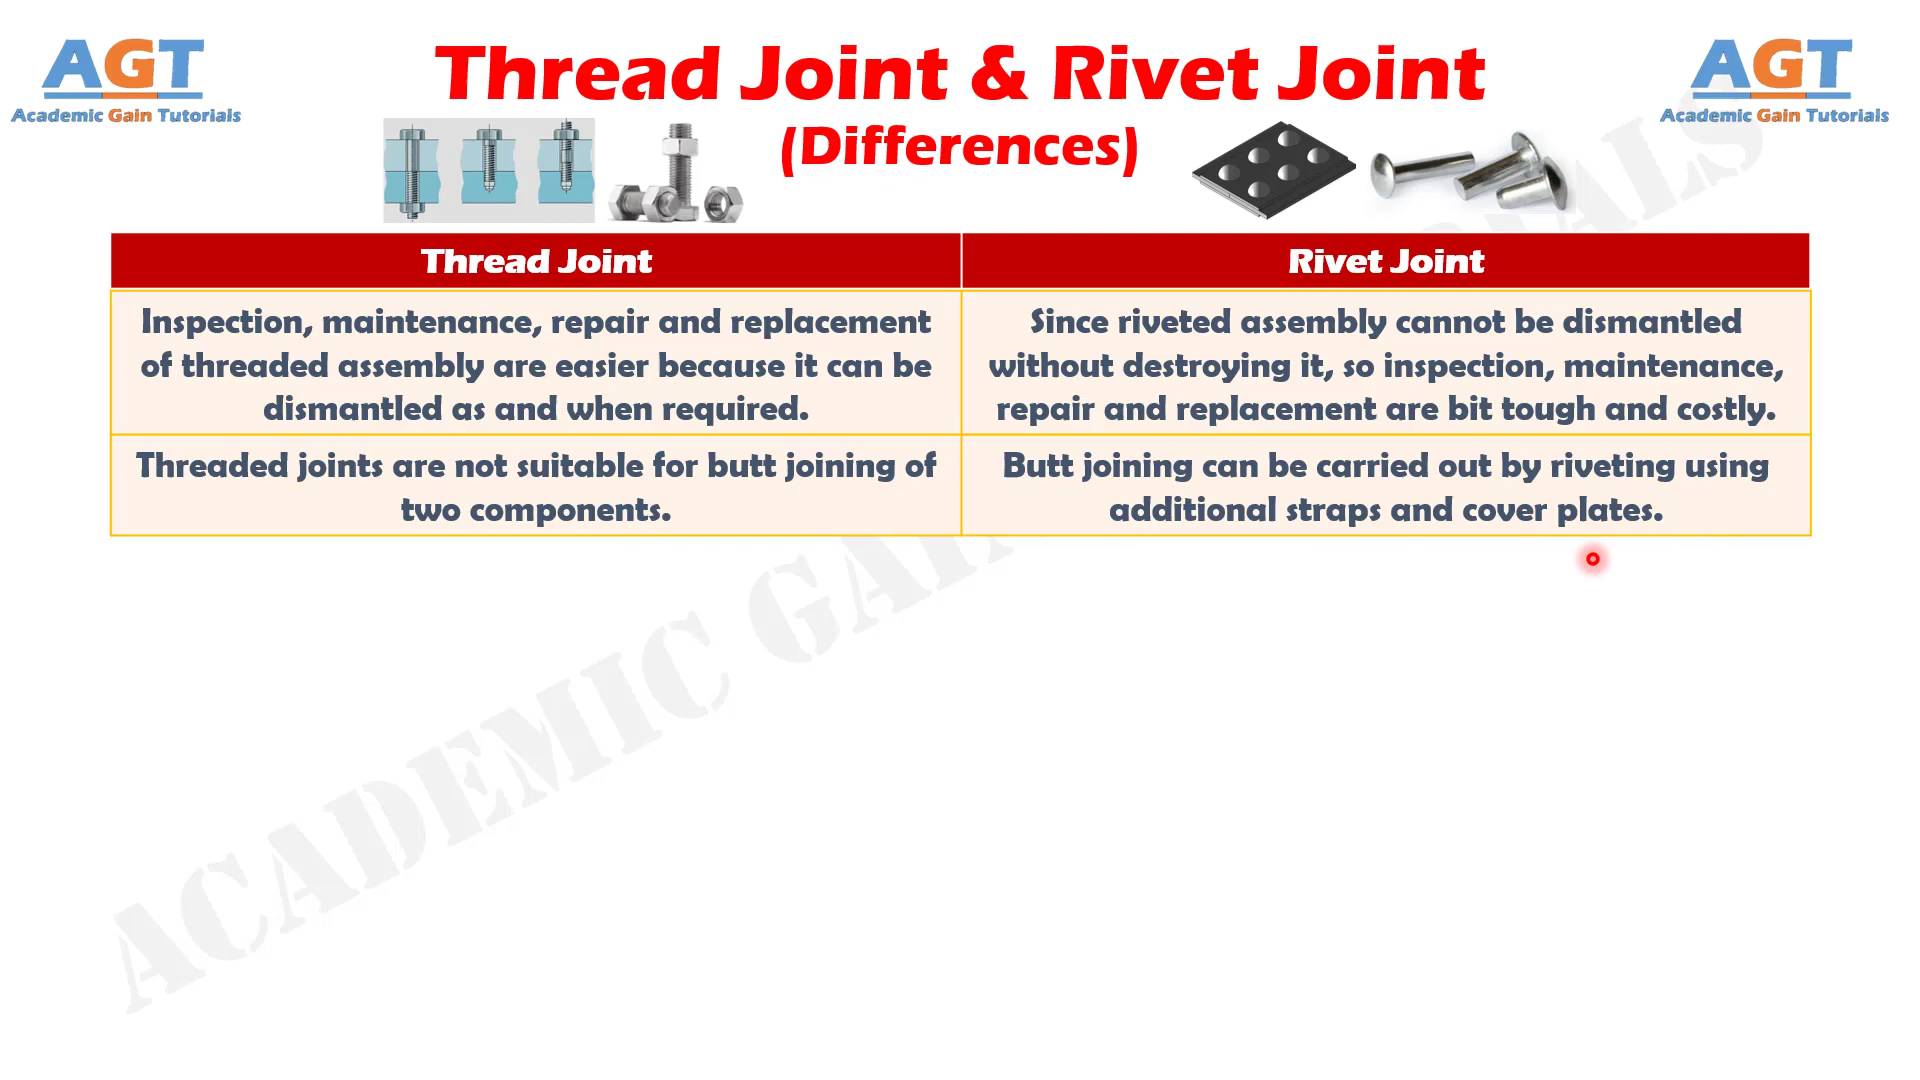 AGT
Academic Gain Tutorials
Thread Joint & Rivet Joint
(Differences)
AGT
Academic Gain Tutorials
Thread Joint
Rivet Joint
Inspection, maintenance, repair and replacement
of threaded assembly are easier because it can be
dismantled as and when required.
Since riveted assembly cannot be dismantled
without destroying it, so inspection, maintenance,
repair and replacement are bit tough and costly.
Threaded joints are not suitable for butt joining of
two components.
Butt joining can be carried out by riveting using
additional straps and cover plates.
ACADEMIC GAIN